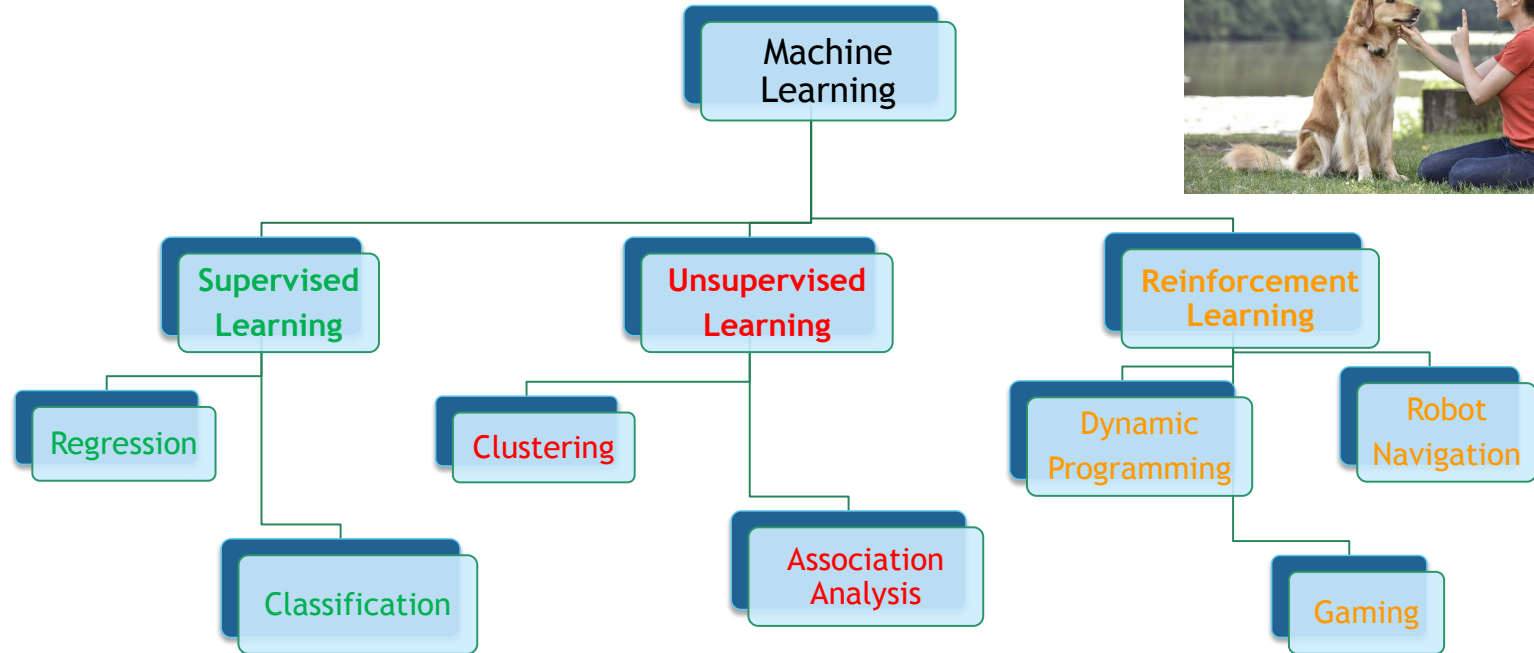 Machine
Learning
Supervised
Learning
Unsupervised
Learning
Reinforcement
Learning
Regression
Clustering
Dynamic
Programming
Robot
Navigation
Classification
Association
Analysis
Gaming